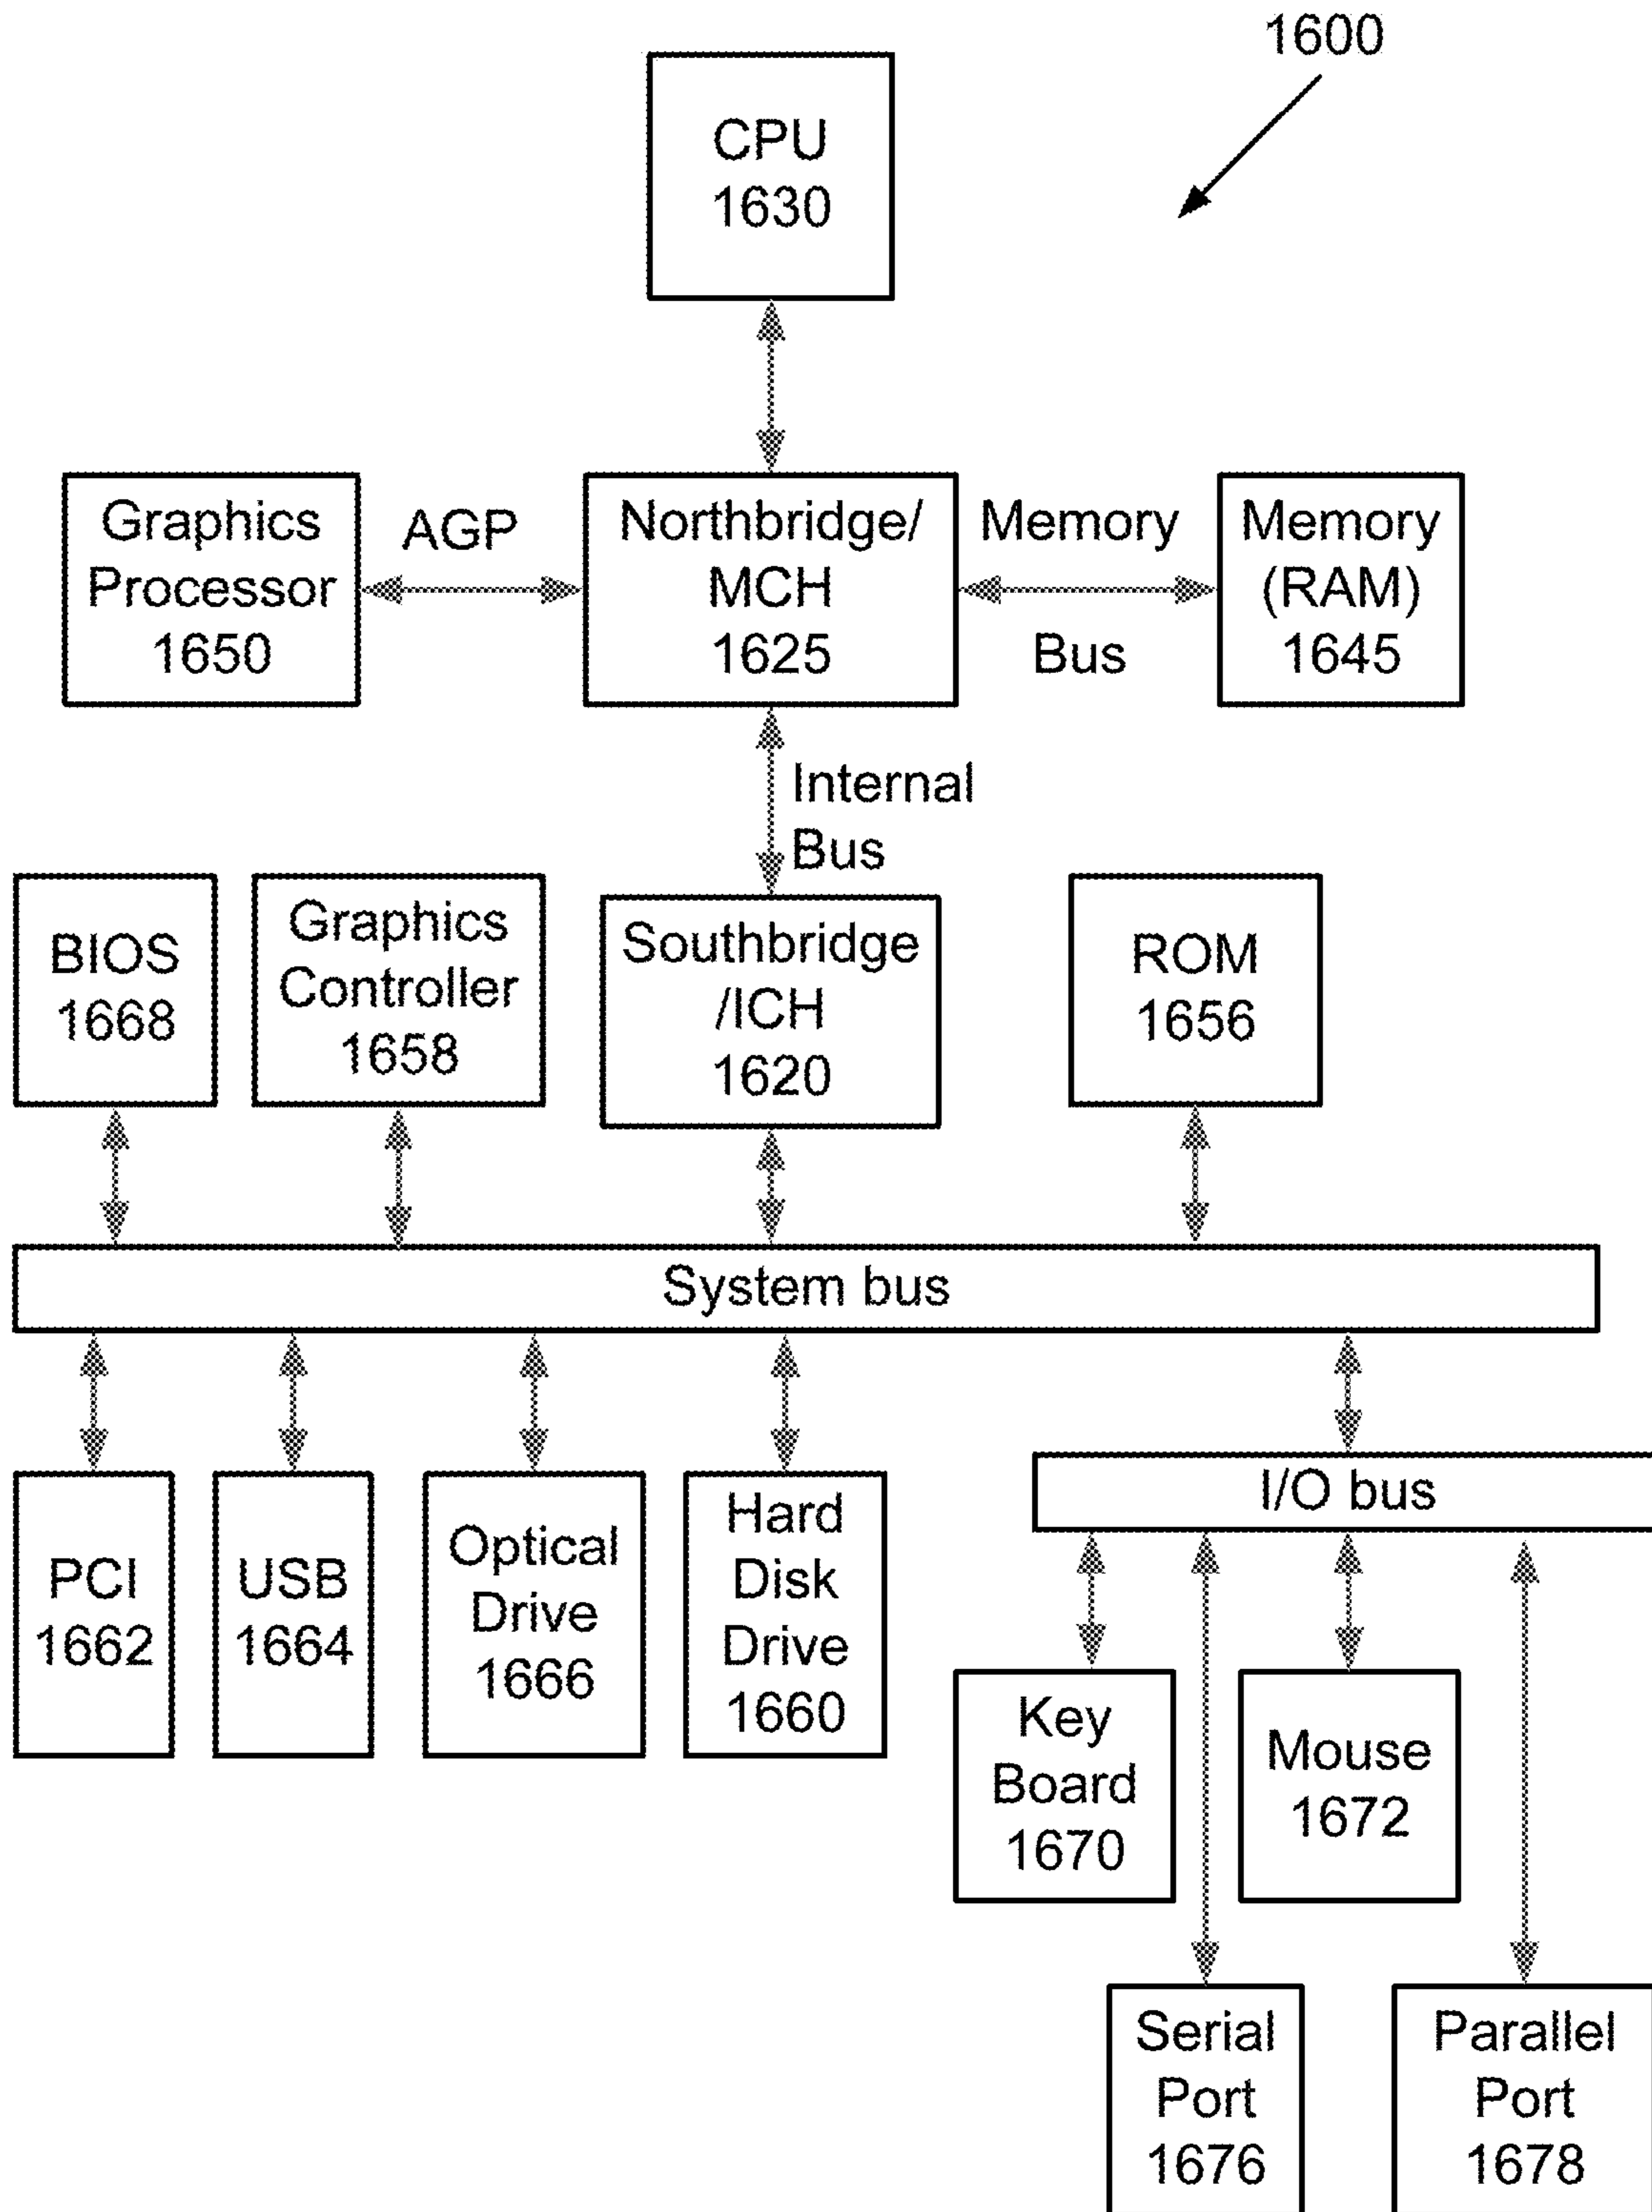 1600
CPU
1630
Graphics
Processor
1650
AGP
Northbridge/
MCH
1625
Memory
Bus
Memory
(RAM)
1645
Internal
Bus
BIOS
1668
Graphics
Controller
1658
Southbridge
/ICH
1620
ROM
1656
System bus
PCI
1662
USB
1664
Optical
Drive
1666
Hard
Disk
Drive
1660
I/O bus
Key
Board
1670
Mouse
1672
Serial
Port
1676
Parallel
Port
1678